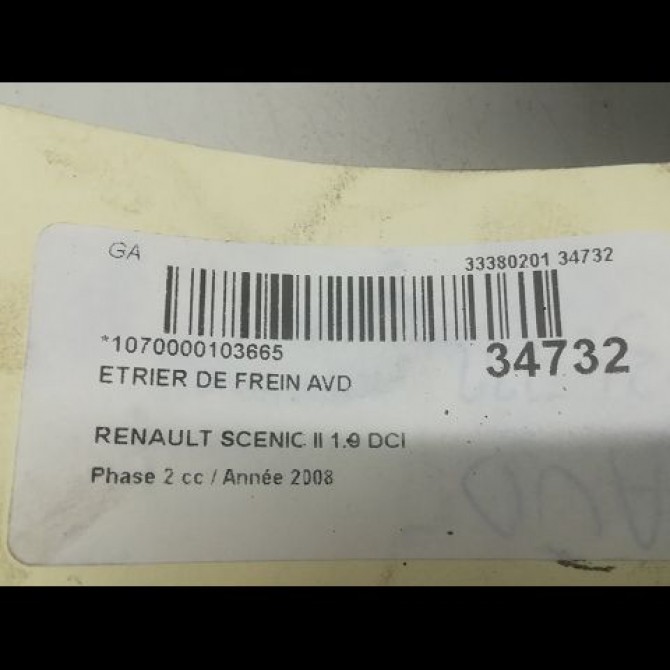 GA
33380201 34732
*1070000103665
34732
ETRIER DE FREIN AVD
RENAULT SCENIC II 1.9 DCI
Phase 2 cc / Année 2008